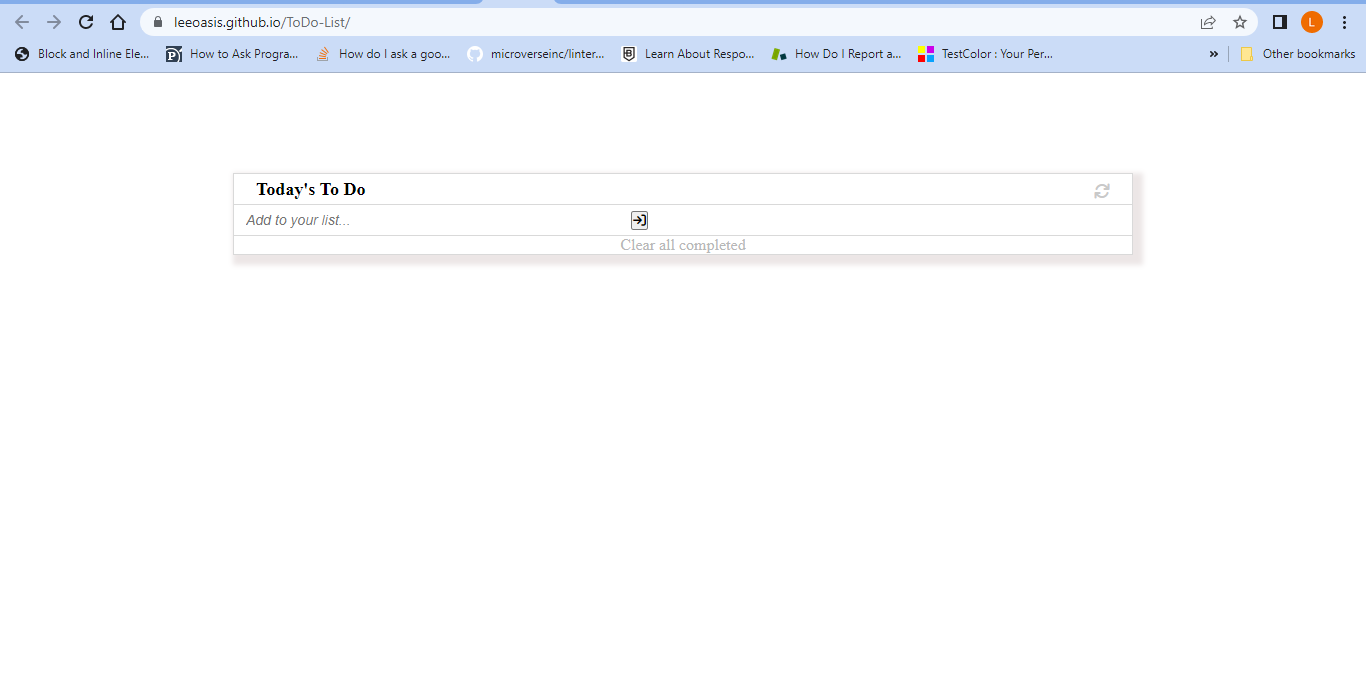 leeoasis.github.io/ToDo-List/
L
Block and Inline Ele... How to Ask Progra... How do I ask a goo... microverseinc/linter... Learn About Respo... How Do I Report a... TestColor : Your Per... » Other bookmarks
Today's To Do
Add to your list...
Clear all completed